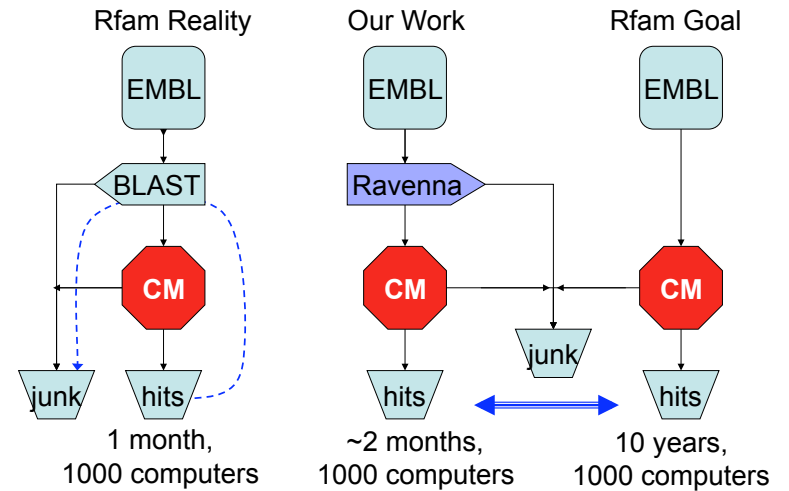 Rfam Reality
EMBL
BLAST
CM
junk
hits
1 month,
1000 computers
Our Work
EMBL
Ravenna
CM
junk
hits
~2 months,
1000 computers
Rfam Goal
EMBL
CM
hits
10 years,
1000 computers